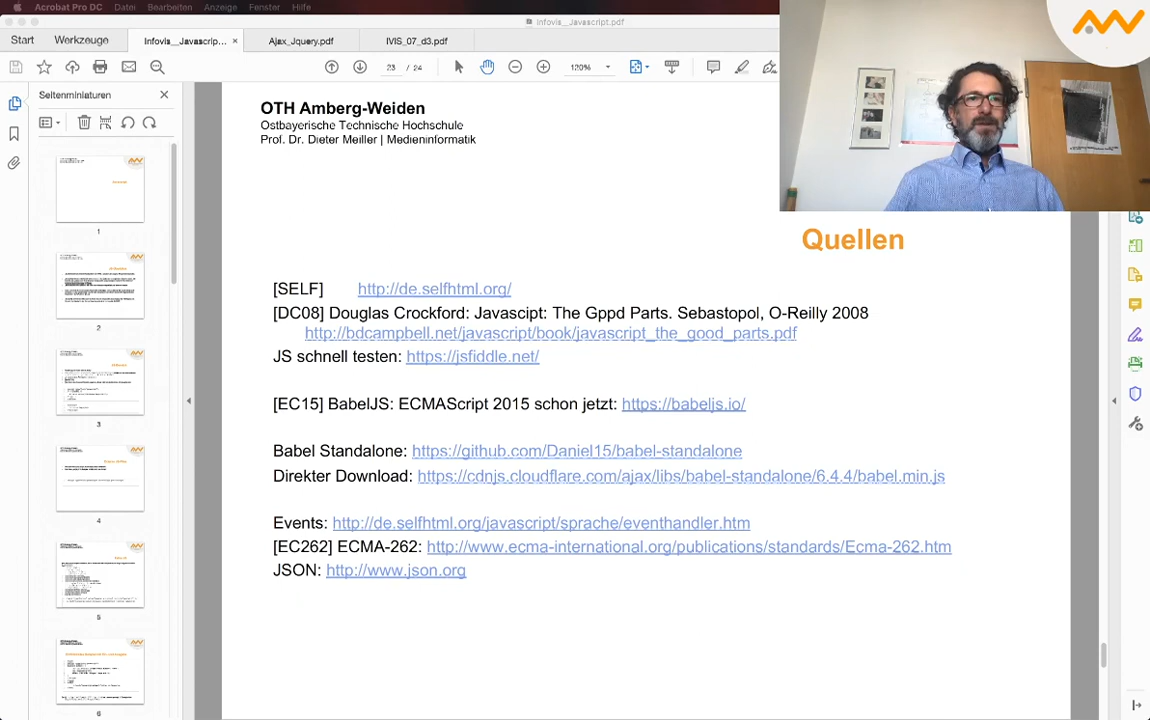 Acrobat Pro DC Datei Bearbeiten Anzeige Fenster Hilfe
infovis__Javascript.pdf
Start Werkzeuge Infovis__Javascrip... × Ajax_Jquery.pdf IVIS_07_d3.pdf
23 / 24 120%
Seitenminiaturen
1
2
3
4
5
6
OTH Amberg-Weiden
Ostbayerische Technische Hochschule
Prof. Dr. Dieter Meiller | Medieninformatik
Quellen
[SELF] http://de.selfhtml.org/
[DC08] Douglas Crockford: Javascipt: The Gppd Parts. Sebastopol, O-Reilly 2008
http://bdcampbell.net/javascript/book/javascript_the_good_parts.pdf
JS schnell testen: https://jsfiddle.net/
[EC15] BabelJS: ECMAScript 2015 schon jetzt: https://babeljs.io/
Babel Standalone: https://github.com/Daniel15/babel-standalone
Direkter Download: https://cdnjs.cloudflare.com/ajax/libs/babel-standalone/6.4.4/babel.min.js
Events: http://de.selfhtml.org/javascript/sprache/eventhandler.htm
[EC262] ECMA-262: http://www.ecma-international.org/publications/standards/Ecma-262.htm
JSON: http://www.json.org